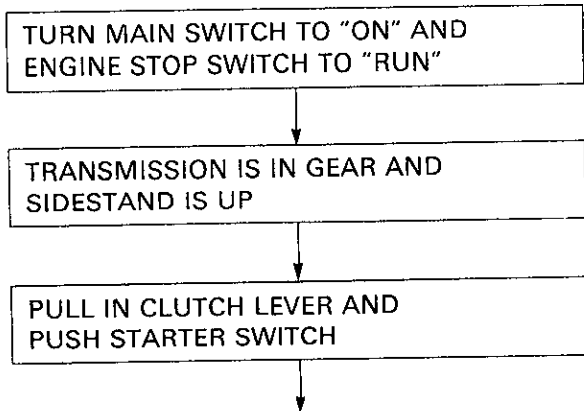 TURN MAIN SWITCH TO "ON" AND
ENGINE STOP SWITCH TO "RUN"
TRANSMISSION IS IN GEAR AND
SIDESTAND IS UP
PULL IN CLUTCH LEVER AND
PUSH STARTER SWITCH